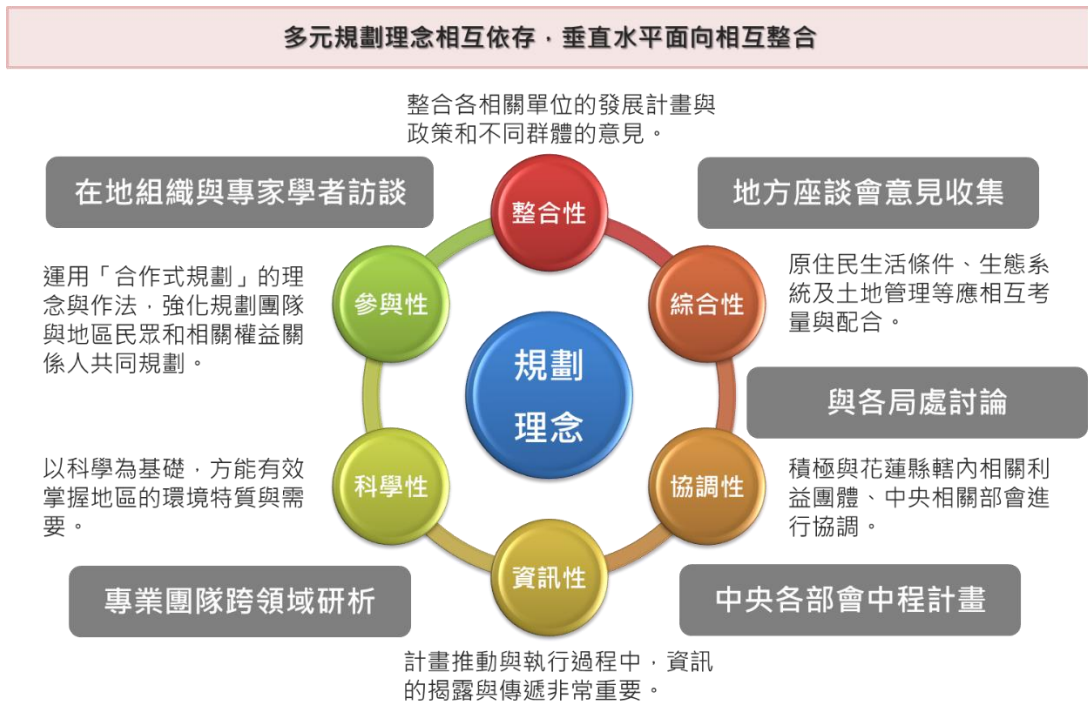 多元規劃理念相互依存，垂直水平面向相互整合
整合各相關單位的發展計畫與
政策和不同群體的意見。
在地組織與專家學者訪談
整合性
地方座談會意見收集
運用「合作式規劃」的理
念與作法，強化規劃團隊
與地區民眾和相關權益關
係人共同規劃。
參與性
綜合性
原住民生活條件、生態系
統及土地管理等應相互考
量與配合。
規劃
理念
與各局處討論
以科學為基礎，方能有效
掌握地區的環境特質與需
要。
科學性
協調性
積極與花蓮縣轄內相關利
益團體、中央相關部會進
行協調。
專業團隊跨領域研析
資訊性
中央各部會中程計畫
計畫推動與執行過程中，資訊
的揭露與傳遞非常重要。